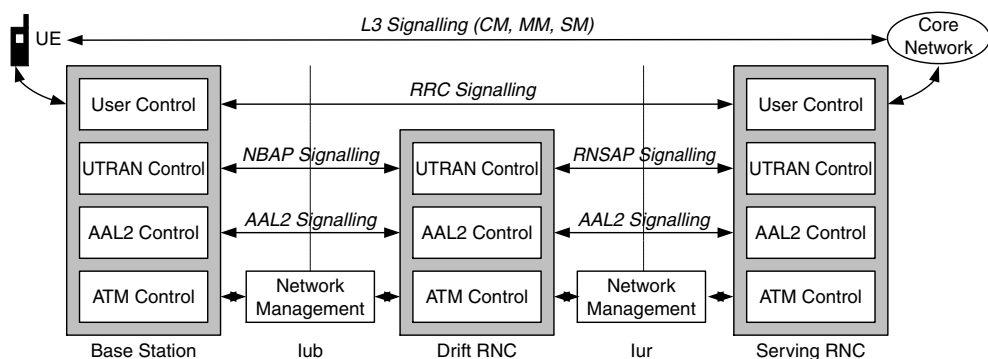 L3 Signalling (CM, MM, SM)
UE
Core
Network
User Control
RRC Signalling
User Control
UTRAN Control
NBAP Signalling
UTRAN Control
RNSAP Signalling
UTRAN Control
AAL2 Control
AAL2 Signalling
AAL2 Control
AAL2 Signalling
AAL2 Control
ATM Control
Network
Management
ATM Control
Network
Management
ATM Control
Base Station
Iub
Drift RNC
Iur
Serving RNC